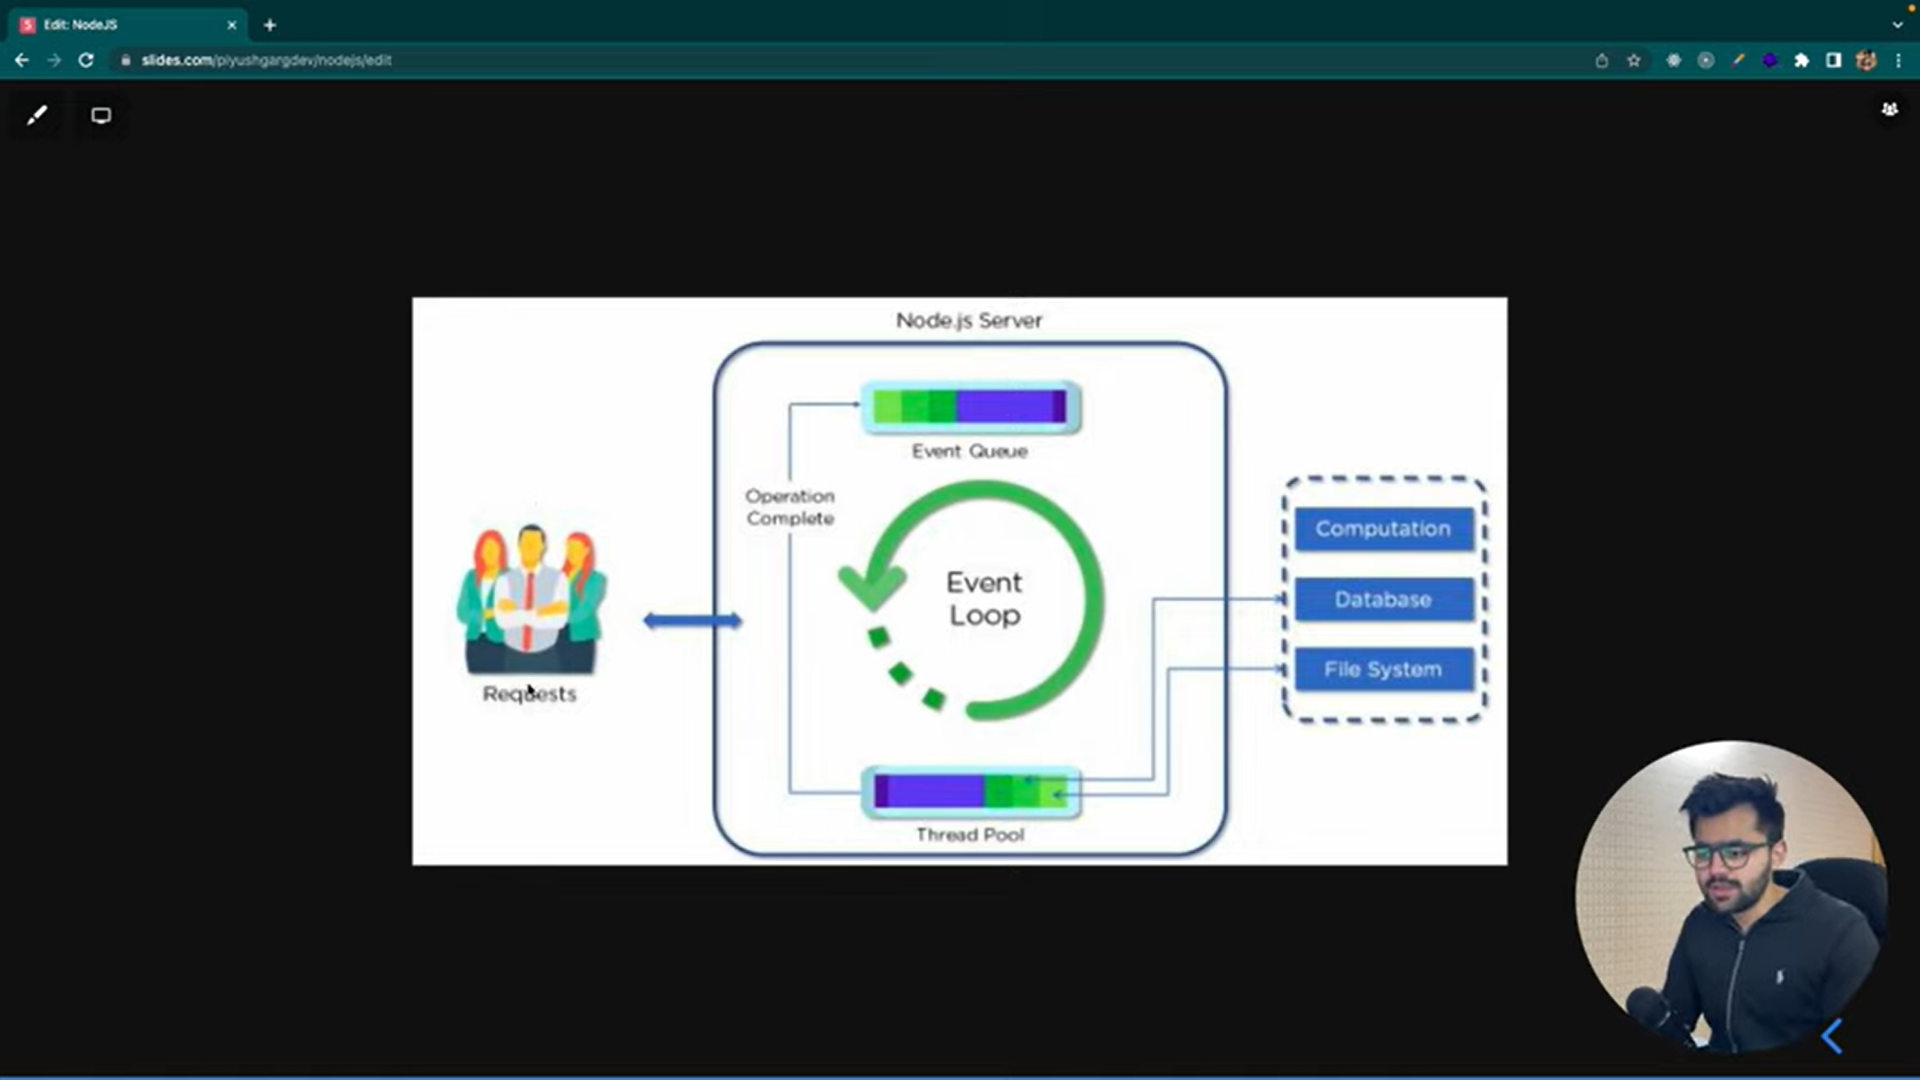 Edit: NodeJS
slides.com/piyushgargdev/nodejs/edit
Node.js Server
Event Queue
Operation
Complete
Event
Loop
Requests
Computation
Database
File System
Thread Pool